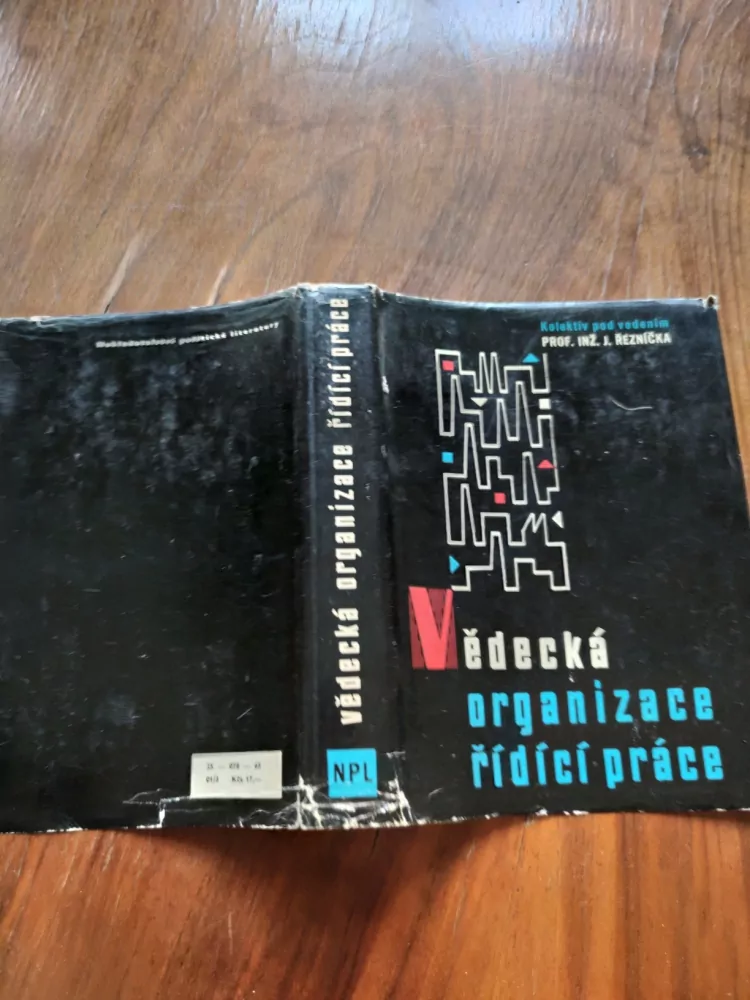 Nakladatelství politické literatury
vědecká organizace řídící práce
NPL
Kolektiv pod vedením
PROF. INŽ. J. ŘEZNÍČKA
Vědecká
organizace
řídící práce